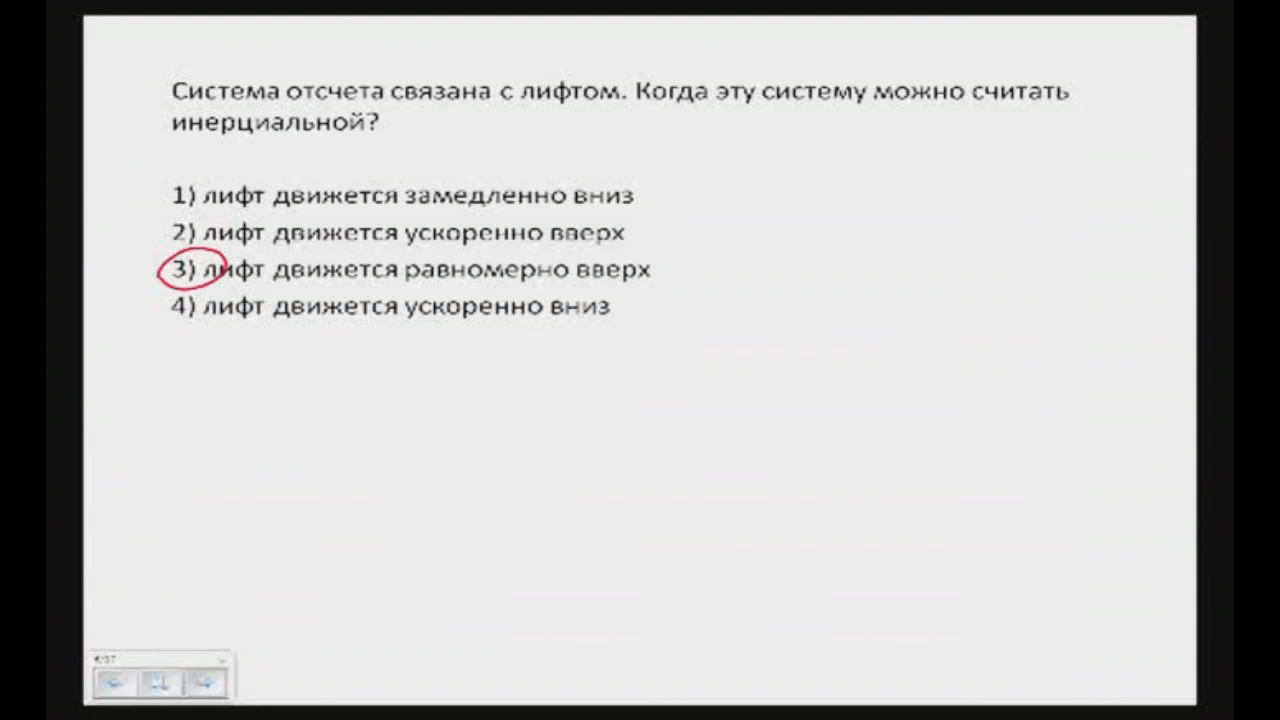 Система отсчета связана с лифтом. Когда эту систему можно считать
инерциальной?
1) лифт движется замедленно вниз
2) лифт движется ускоренно вверх
3) лифт движется равномерно вверх
4) лифт движется ускоренно вниз